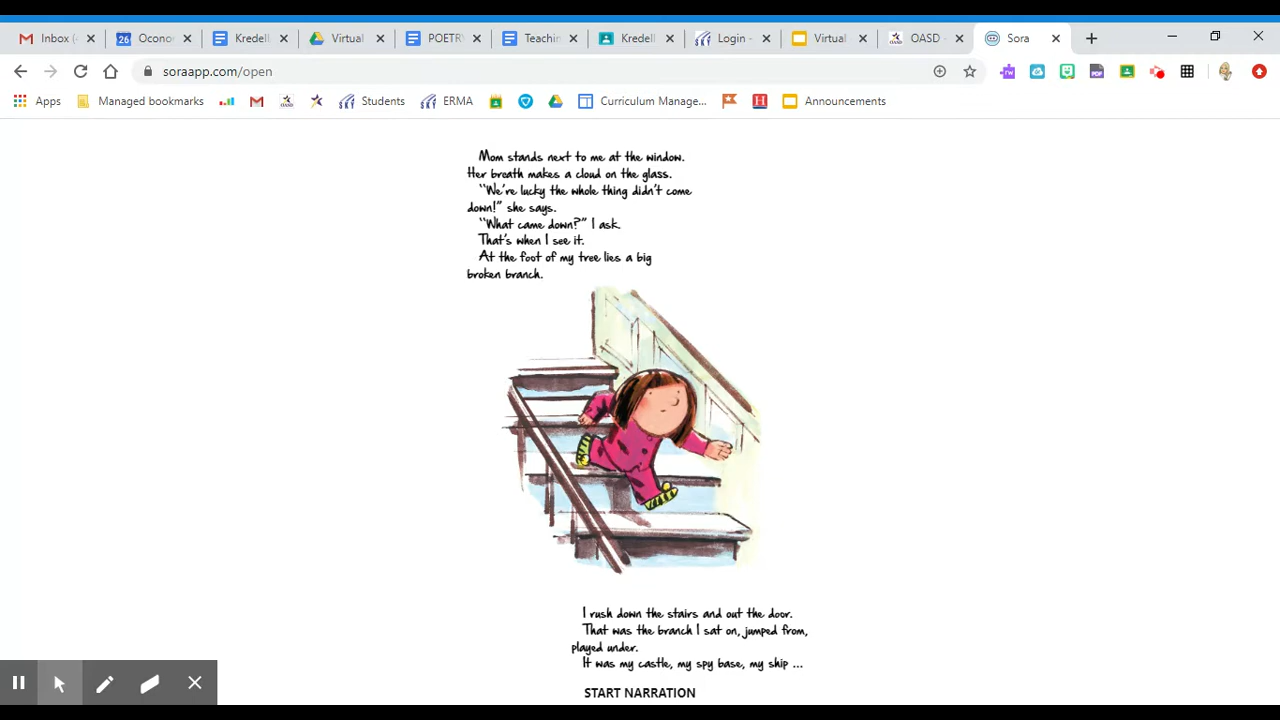 Inbox (
26
Ocono
Kredell
Virtual
POETRY
Teachin
Kredell
Login -
Virtual
OASD
OASD-
Sora
soraapp.com/open
Apps
Managed bookmarks
Students
ERMA
Curriculum Manage...
H
Announcements
Mom stands next to me at the window.
Her breath makes a cloud on the glass.
"We're lucky the whole thing didn't come
down!" she says.
"What came down?" I ask.
That's when I see it.
At the foot of my tree lies a big
broken branch.
I rush down the stairs and out the door.
That was the branch I sat on, jumped from,
played under.
It was my castle, my spy base, my ship ...
START NARRATION